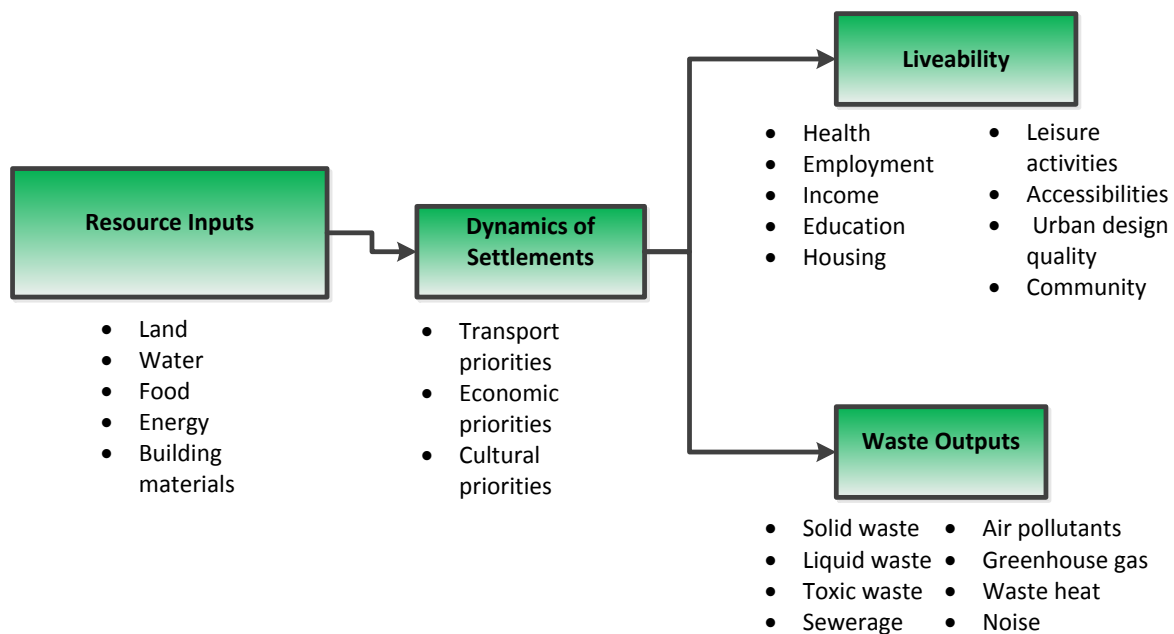 Liveability
• Health
• Employment
• Income
• Education
• Housing
• Leisure
activities
• Accessibilities
• Urban design
quality
• Community
Resource Inputs
• Land
• Water
• Food
• Energy
• Building
materials
Dynamics of
Settlements
• Transport
priorities
• Economic
priorities
• Cultural
priorities
Waste Outputs
• Solid waste
• Liquid waste
• Toxic waste
• Sewerage
• Air pollutants
• Greenhouse gas
• Waste heat
• Noise